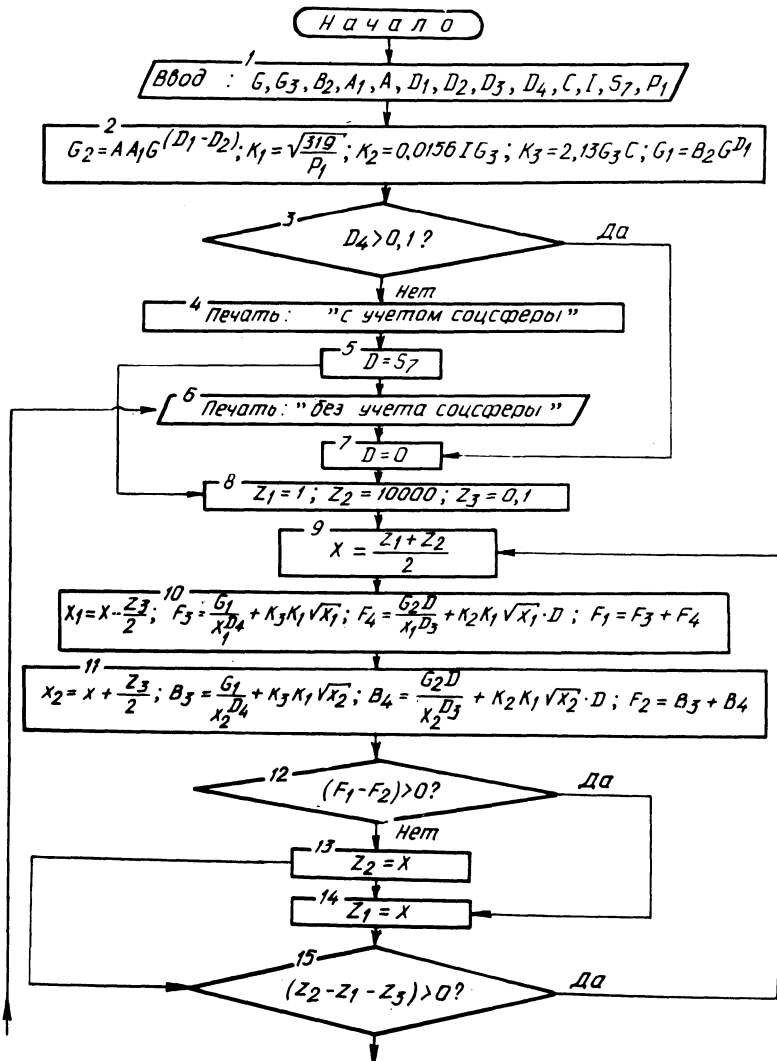 Начало
1
Ввод : G, G₃, B₂, A₁, A, D₁, D₂, D₃, D₄, C, I, S₇, P₁
2
G₂=AA₁G^(D₁-D₂); K₁=√(319/P₁); K₂=0,0156IG₃; K₃=2,13G₃C; G₁=B₂G^D₁
3
D₄>0,1?
Да
Нет
4
Печать: "с учетом соцсферы"
5
D=S₇
6
Печать: "без учета соцсферы"
7
D=0
8
Z₁=1; Z₂=10000; Z₃=0,1
9
X=(Z₁+Z₂)/2
10
X₁=X-Z₃/2; F₃=G₁/x₁^D₄+K₃K₁√x₁; F₄=G₂D/x₁^D₃+K₂K₁√x₁·D; F₁=F₃+F₄
11
x₂=x+Z₃/2; B₃=G₁/x₂^D₄+K₃K₁√x₂; B₄=G₂D/x₂^D₃+K₂K₁√x₂·D; F₂=B₃+B₄
12
(F₁-F₂)>0?
Да
Нет
13
Z₂=X
14
Z₁=X
15
(Z₂-Z₁-Z₃)>0?
Да